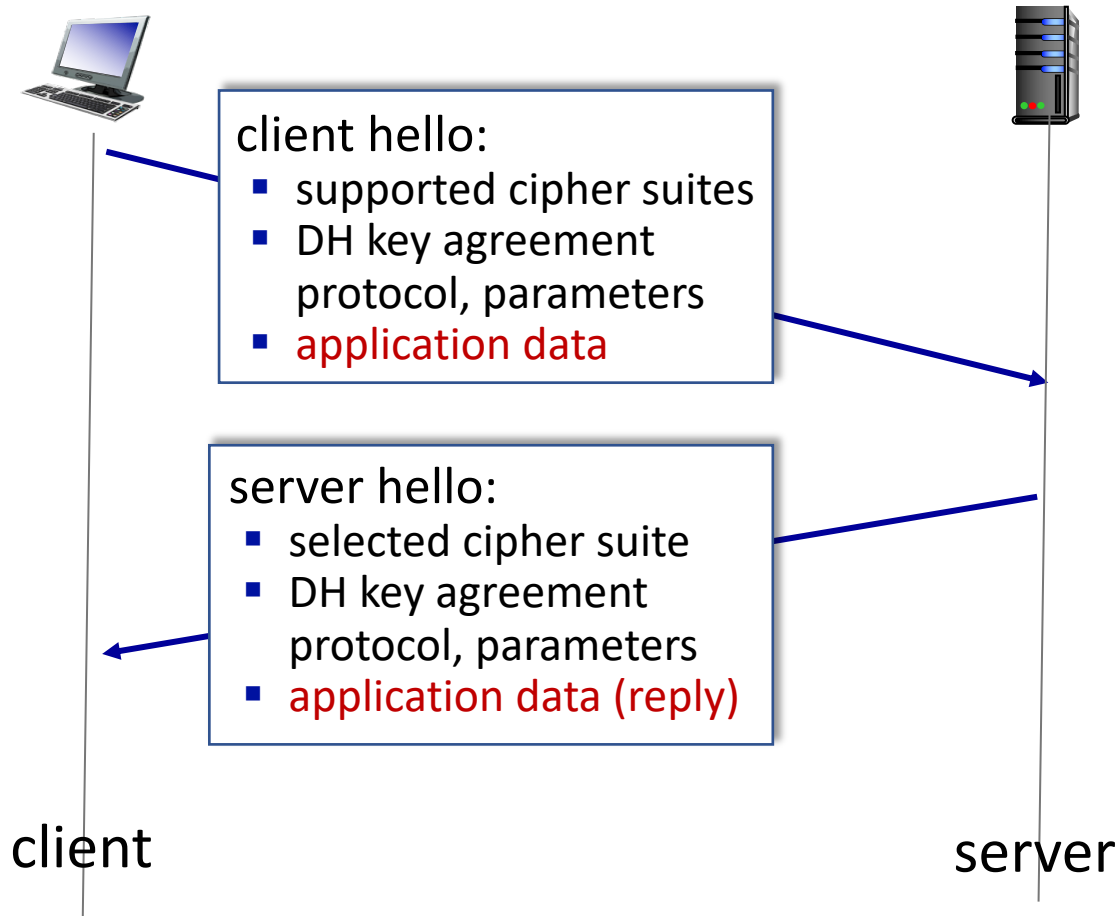 client hello:
▪ supported cipher suites
▪ DH key agreement
protocol, parameters
▪ application data
server hello:
▪ selected cipher suite
▪ DH key agreement
protocol, parameters
▪ application data (reply)
client
server